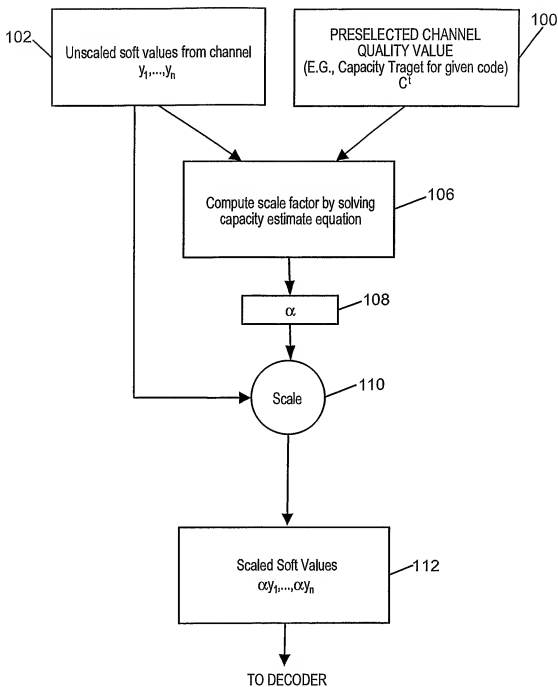 102
Unscaled soft values from channel
y1,...,yn
100
PRESELECTED CHANNEL
QUALITY VALUE
(E.G., Capacity Traget for given code)
Ct
Compute scale factor by solving
capacity estimate equation
106
α
108
Scale
110
Scaled Soft Values
αy1,...,αyn
112
TO DECODER